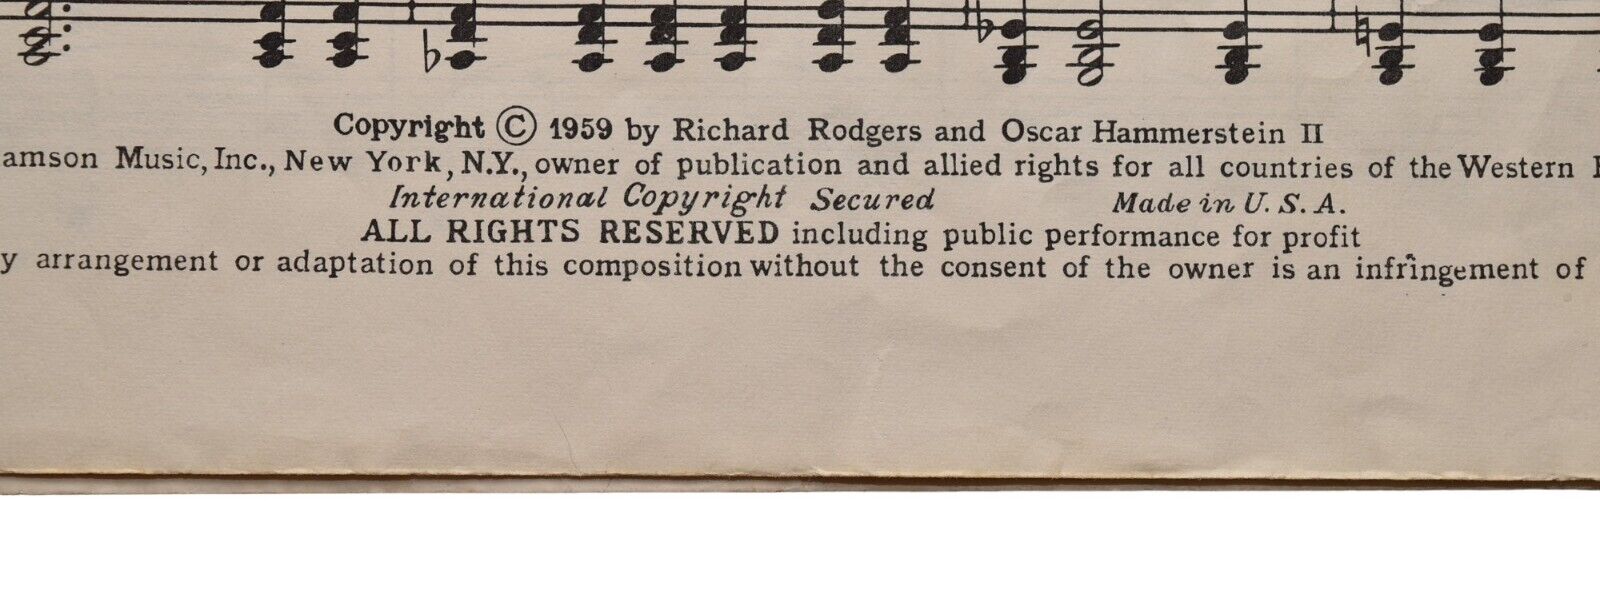 Copyright © 1959 by Richard Rodgers and Oscar Hammerstein II
amson Music, Inc., New York, N.Y., owner of publication and allied rights for all countries of the Western
International Copyright Secured Made in U. S. A.
ALL RIGHTS RESERVED including public performance for profit
y arrangement or adaptation of this composition without the consent of the owner is an infringement of